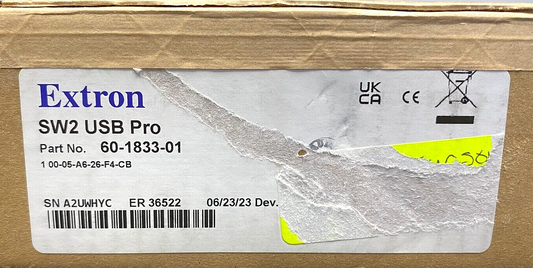 Extron
UK
CA
CE
SW2 USB Pro
Part No. 60-1833-01
1 00-05-A6-26-F4-CB
SN A2UWHYC ER 36522 06/23/23 Dev.